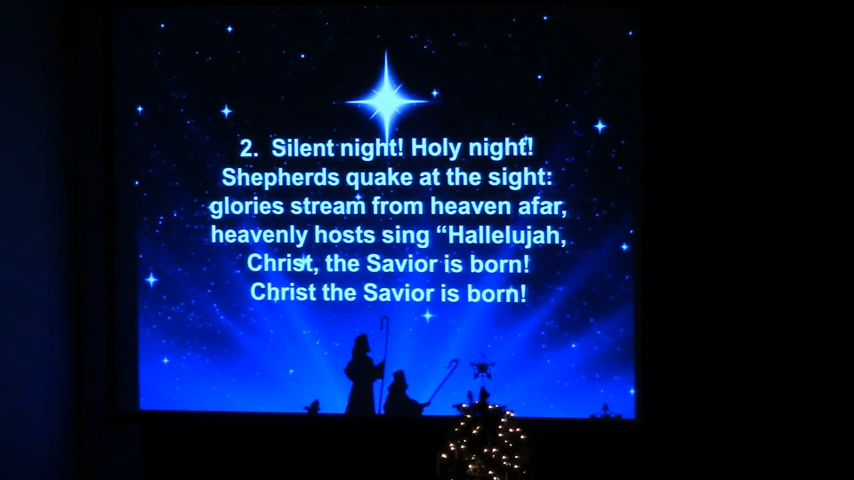 2. Silent night! Holy night!
Shepherds quake at the sight:
glories stream from heaven afar,
heavenly hosts sing “Hallelujah,
Christ, the Savior is born!
Christ the Savior is born!